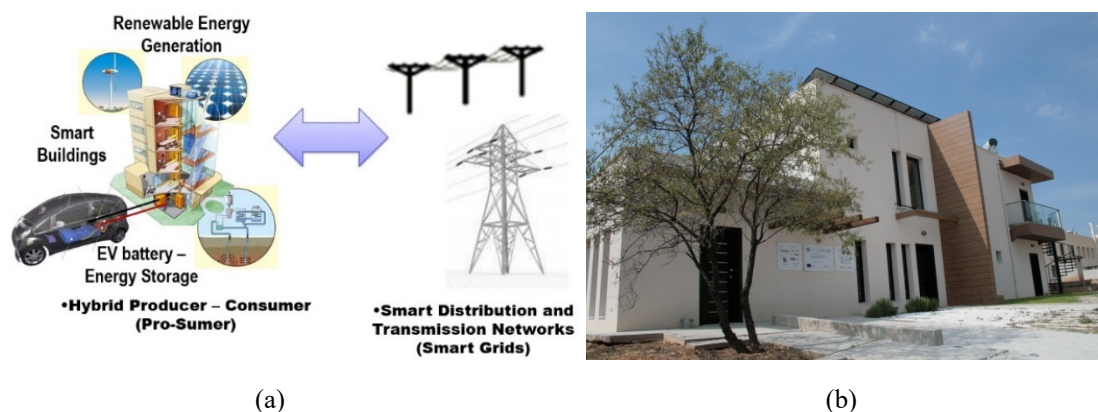 Renewable Energy
Generation
Smart
Buildings
EV battery –
Energy Storage
•Hybrid Producer – Consumer
(Pro-Sumer)
•Smart Distribution and
Transmission Networks
(Smart Grids)
(a)
(b)